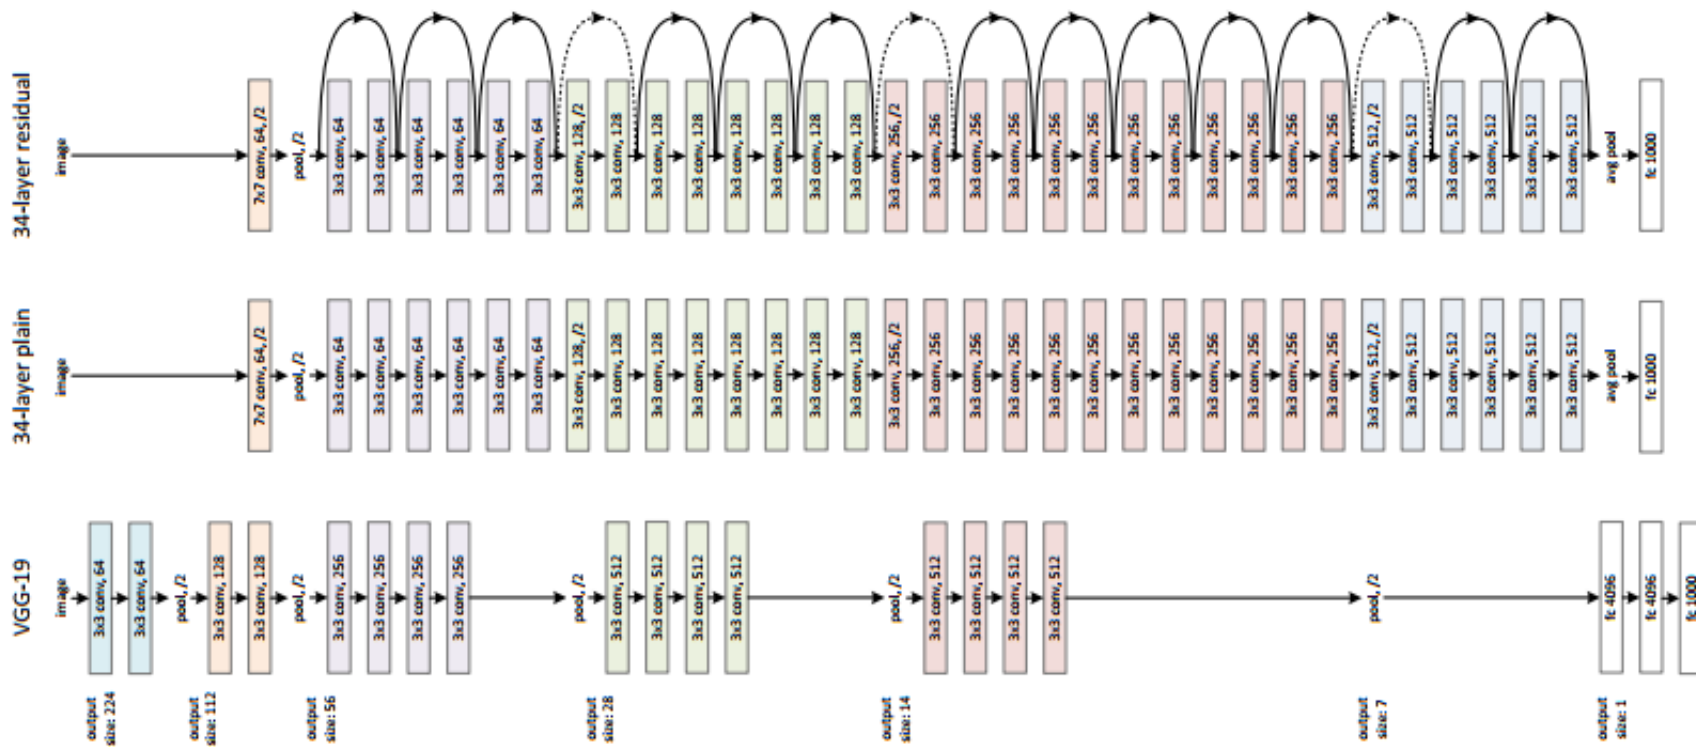 output
size: 224
output
size: 112
output
size: 56
output
size: 28
output
size: 14
output
size: 7
output
size: 1
VGG-19
image
3x3 conv, 64
3x3 conv, 64
pool, /2
3x3 conv, 128
3x3 conv, 128
pool, /2
3x3 conv, 256
3x3 conv, 256
3x3 conv, 256
3x3 conv, 256
pool, /2
3x3 conv, 512
3x3 conv, 512
3x3 conv, 512
3x3 conv, 512
pool, /2
3x3 conv, 512
3x3 conv, 512
3x3 conv, 512
3x3 conv, 512
pool, /2
fc 4096
fc 4096
fc 1000
34-layer plain
image
7x7 conv, 64, /2
pool, /2
3x3 conv, 64
3x3 conv, 64
3x3 conv, 64
3x3 conv, 64
3x3 conv, 64
3x3 conv, 64
3x3 conv, 128, /2
3x3 conv, 128
3x3 conv, 128
3x3 conv, 128
3x3 conv, 128
3x3 conv, 128
3x3 conv, 128
3x3 conv, 128
3x3 conv, 256, /2
3x3 conv, 256
3x3 conv, 256
3x3 conv, 256
3x3 conv, 256
3x3 conv, 256
3x3 conv, 256
3x3 conv, 256
3x3 conv, 256
3x3 conv, 256
3x3 conv, 256
3x3 conv, 256
3x3 conv, 512, /2
3x3 conv, 512
3x3 conv, 512
3x3 conv, 512
3x3 conv, 512
3x3 conv, 512
avg pool
fc 1000
34-layer residual
image
7x7 conv, 64, /2
pool, /2
3x3 conv, 64
3x3 conv, 64
3x3 conv, 64
3x3 conv, 64
3x3 conv, 64
3x3 conv, 64
3x3 conv, 128, /2
3x3 conv, 128
3x3 conv, 128
3x3 conv, 128
3x3 conv, 128
3x3 conv, 128
3x3 conv, 128
3x3 conv, 128
3x3 conv, 256, /2
3x3 conv, 256
3x3 conv, 256
3x3 conv, 256
3x3 conv, 256
3x3 conv, 256
3x3 conv, 256
3x3 conv, 256
3x3 conv, 256
3x3 conv, 256
3x3 conv, 256
3x3 conv, 256
3x3 conv, 512, /2
3x3 conv, 512
3x3 conv, 512
3x3 conv, 512
3x3 conv, 512
3x3 conv, 512
avg pool
fc 1000